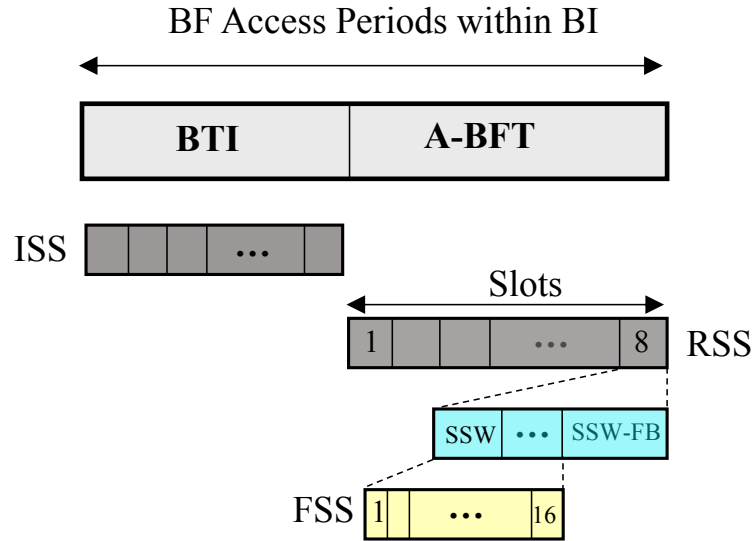 BF Access Periods within BI
BTI A-BFT
ISS ...
Slots
1 ... 8 RSS
SSW ... SSW-FB
FSS 1 ... 16